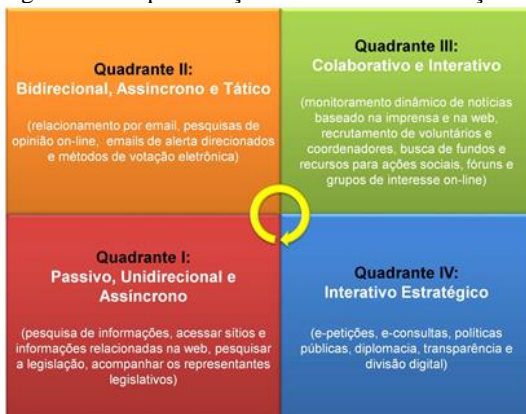 Quadrante II:
Bidirecional, Assíncrono e Tático
(relacionamento por email, pesquisas de
opinião on-line, emails de alerta direcionados
e métodos de votação eletrônica)
Quadrante III:
Colaborativo e Interativo
(monitoramento dinâmico de notícias
baseado na imprensa e na web,
recrutamento de voluntários e
coordenadores, busca de fundos e
recursos para ações sociais, fóruns e
grupos de interesse on-line)
Quadrante I:
Passivo, Unidirecional e
Assíncrono
(pesquisa de informações, acessar sítios e
informações relacionadas na web, pesquisar
a legislação, acompanhar os representantes
legislativos)
Quadrante IV:
Interativo Estratégico
(e-petições, e-consultas, políticas
públicas, diplomacia, transparência e
divisão digital)